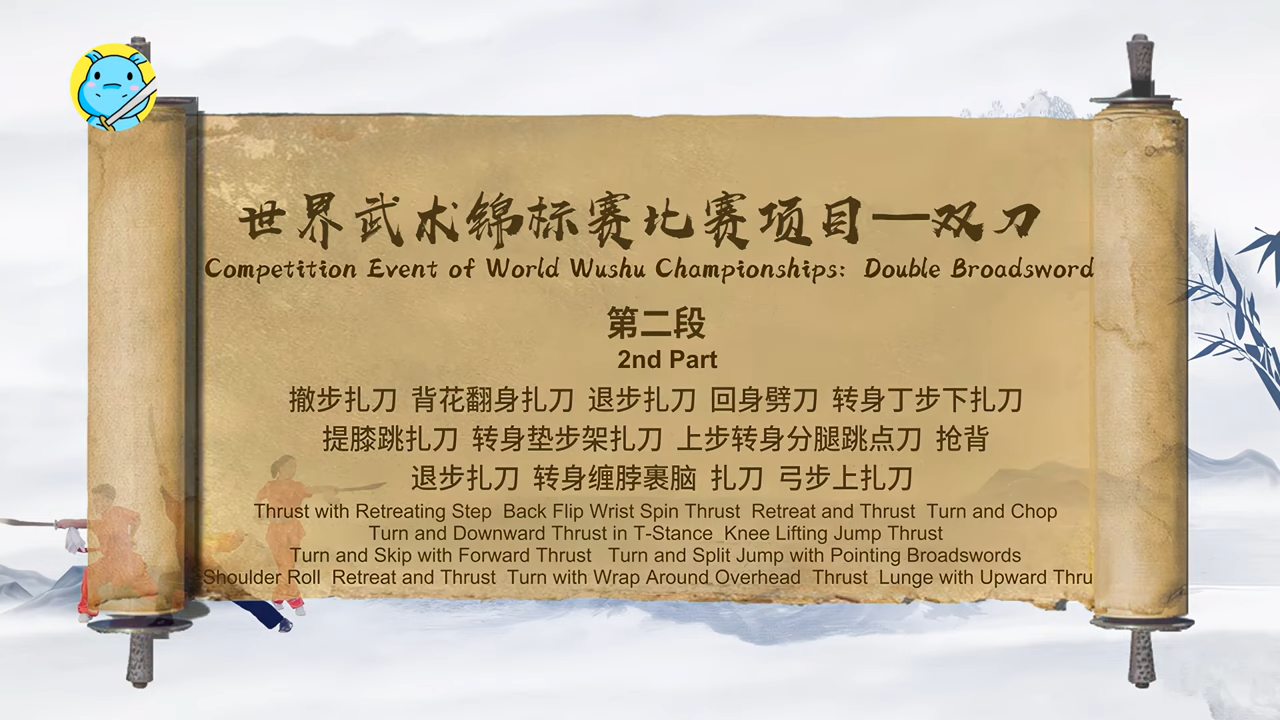 世界武术锦标赛比赛项目—双刀
Competition Event of World Wushu Championships: Double Broadsword
第二段
2nd Part
撤步扎刀 背花翻身扎刀 退步扎刀 回身劈刀 转身丁步下扎刀
提膝跳扎刀 转身垫步架扎刀 上步转身分腿跳点刀 抢背
退步扎刀 转身缠脖裹脑 扎刀 弓步上扎刀
Thrust with Retreating Step Back Flip Wrist Spin Thrust Retreat and Thrust Turn and Chop
Turn and Downward Thrust in T-Stance Knee Lifting Jump Thrust
Turn and Skip with Forward Thrust Turn and Split Jump with Pointing Broadswords
Shoulder Roll Retreat and Thrust Turn with Wrap Around Overhead Thrust Lunge with Upward Thru